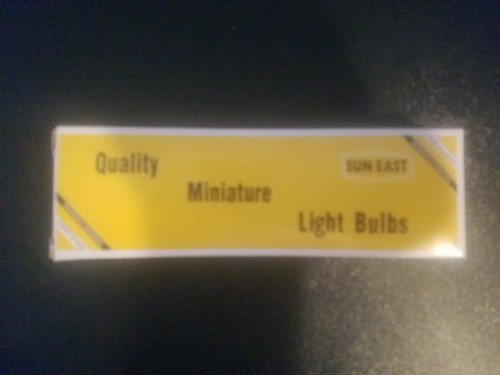 Quality
SUN EAST
Miniature
Light Bulbs